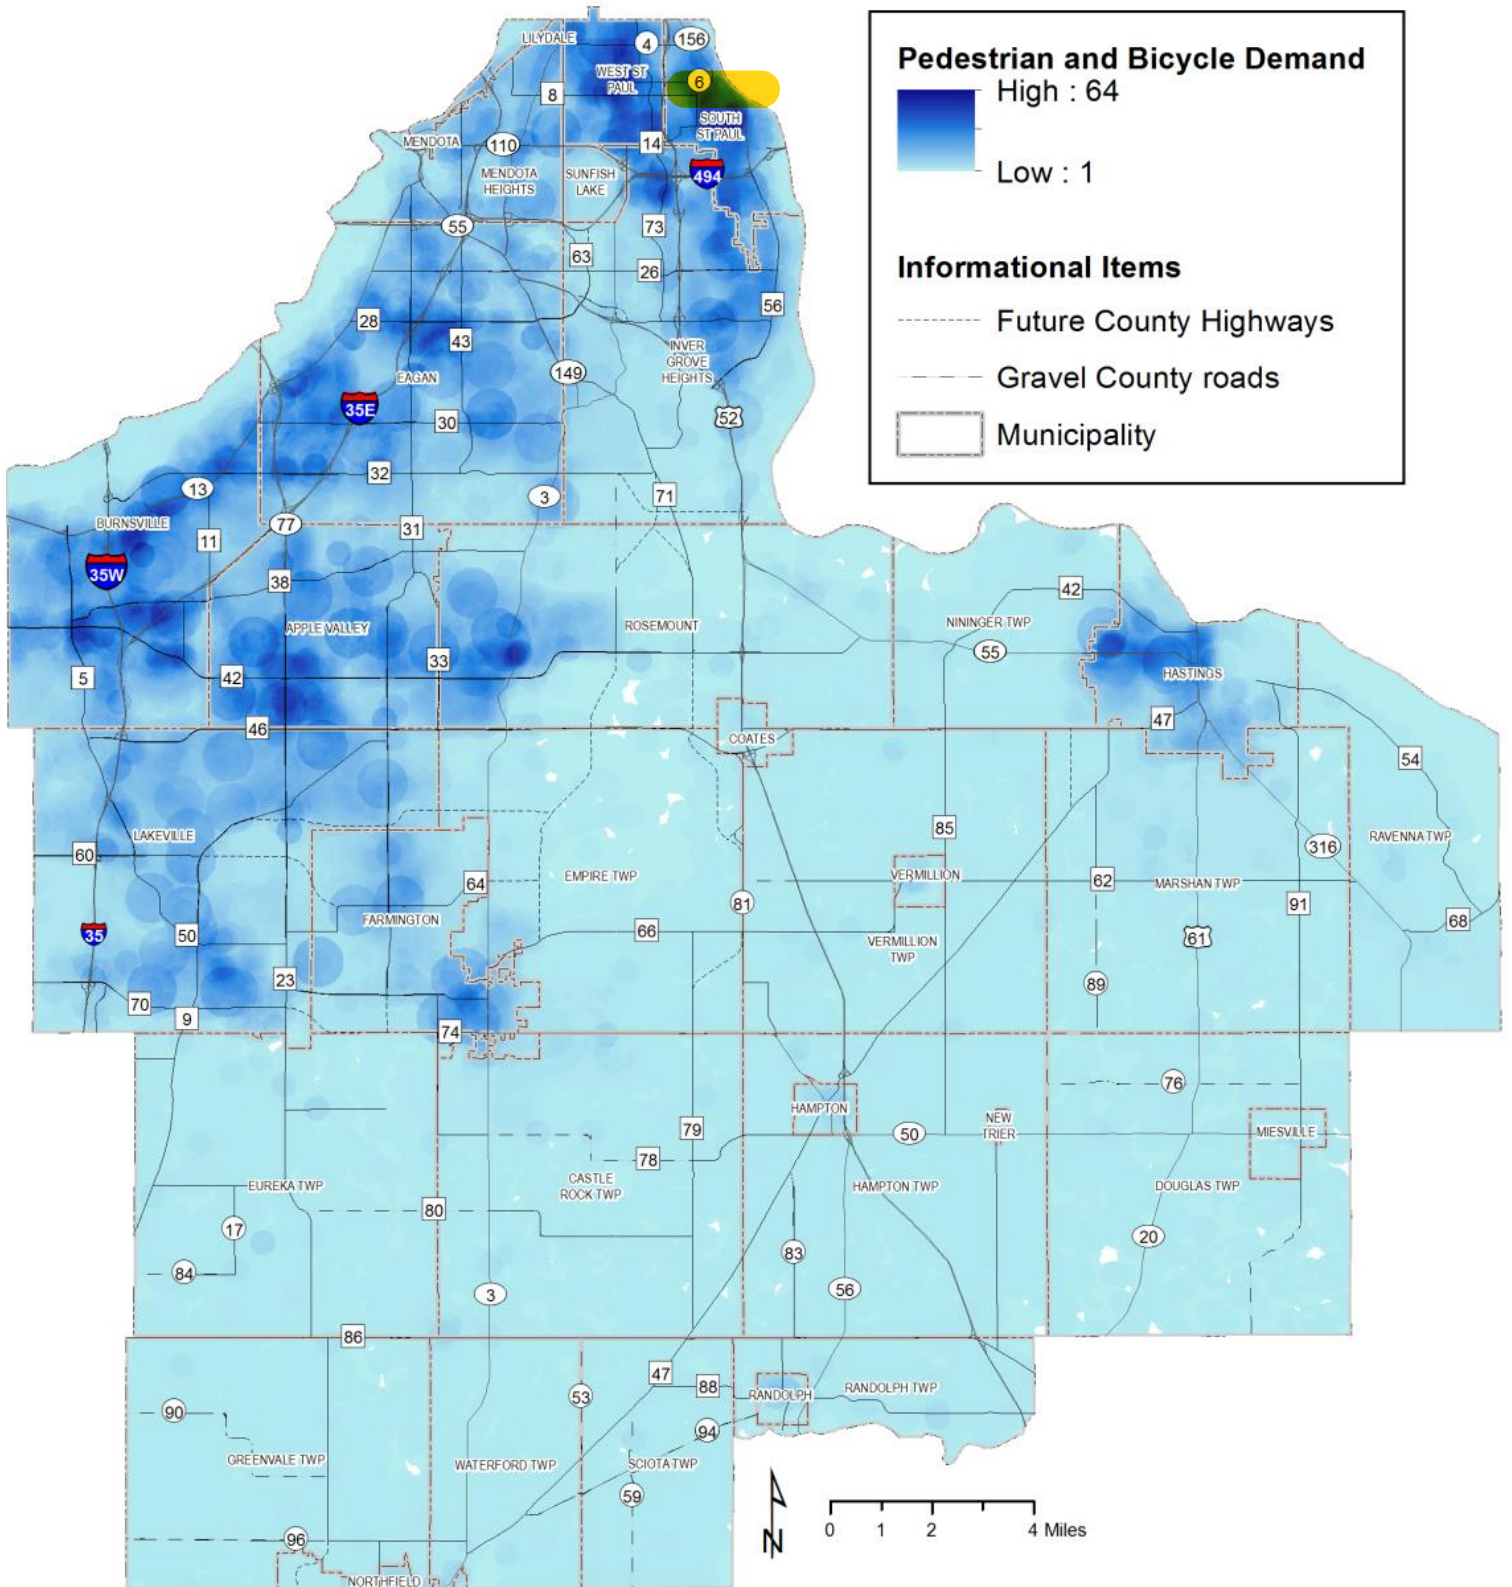 Pedestrian and Bicycle Demand
High : 64
Low : 1
Informational Items
Future County Highways
Gravel County roads
Municipality
LILYDALE
4
156
WEST ST
PAUL
6
8
SOUTH
ST PAUL
MENDOTA
110
14
MENDOTA
HEIGHTS
SUNFISH
LAKE
494
55
73
63
26
56
28
43
INVER
GROVE
HEIGHTS
149
EAGAN
35E
30
52
32
13
3
71
BURNSVILLE
77
31
11
35W
38
42
APPLE VALLEY
ROSEMOUNT
NININGER TWP
55
33
5
42
HASTINGS
47
46
COATES
54
LAKEVILLE
85
316
RAVENNA TWP
60
64
EMPIRE TWP
VERMILLION
62
MARSHAN TWP
81
91
FARMINGTON
35
50
66
VERMILLION
TWP
61
68
23
89
70
9
74
76
HAMPTON
NEW
TRIER
79
50
MIESVILLE
78
EUREKA TWP
CASTLE
ROCK TWP
HAMPTON TWP
DOUGLAS TWP
80
17
20
83
84
3
56
86
47
88
RANDOLPH
RANDOLPH TWP
53
90
94
GREENVALE TWP
WATERFORD TWP
SCIOTA TWP
59
96
NORTHFIELD
N
0 1 2 4 Miles